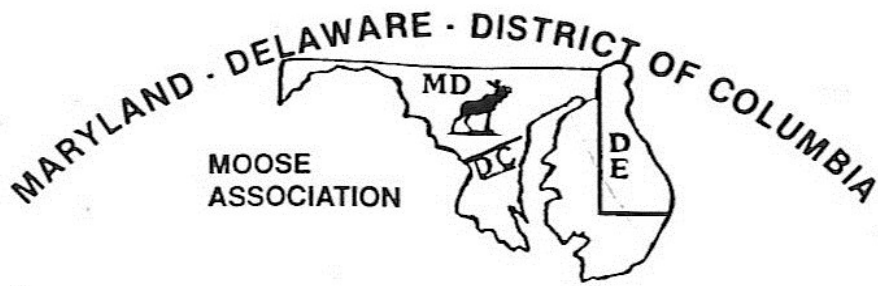 MARYLAND - DELAWARE - DISTRICT OF COLUMBIA
MD
DC
DE
MOOSE
ASSOCIATION